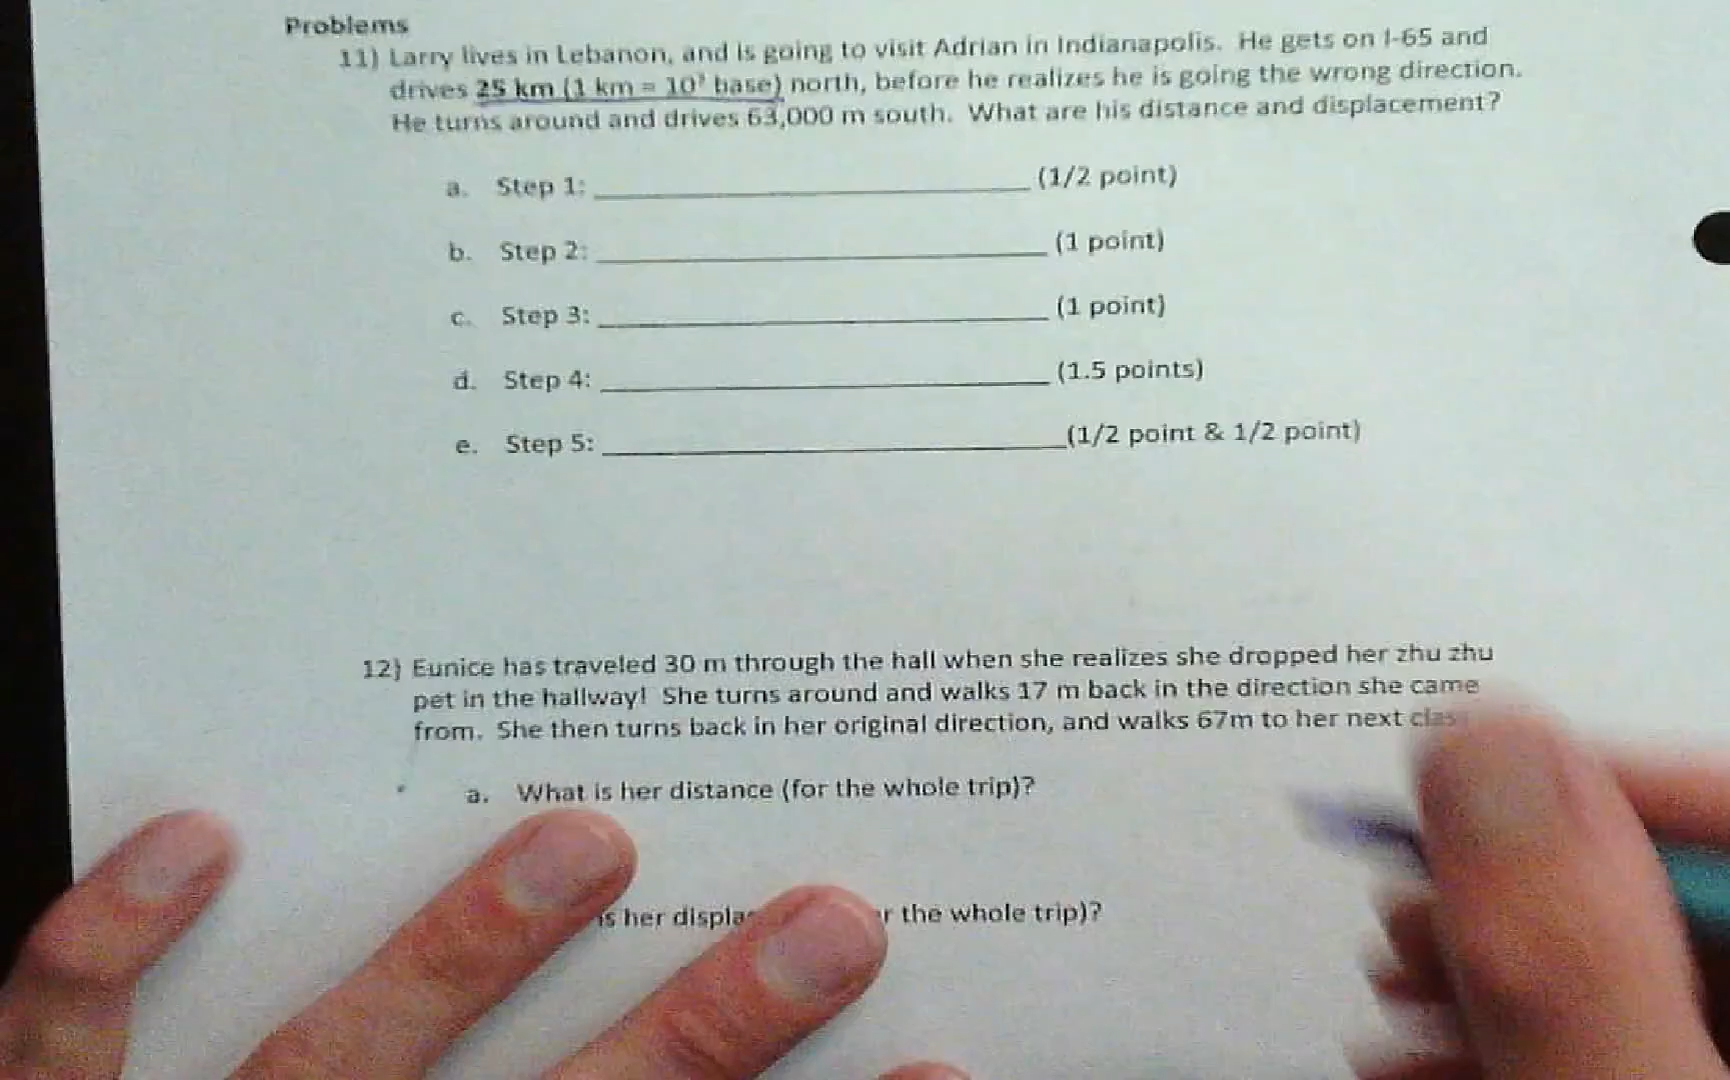 Problems
11) Larry lives in Lebanon, and is going to visit Adrian in Indianapolis. He gets on I-65 and
drives 25 km (1 km = 10³ base) north, before he realizes he is going the wrong direction.
He turns around and drives 63,000 m south. What are his distance and displacement?
a. Step 1: ____________________ (1/2 point)
b. Step 2: ____________________ (1 point)
c. Step 3: ____________________ (1 point)
d. Step 4: ____________________ (1.5 points)
e. Step 5: ____________________ (1/2 point & 1/2 point)
12) Eunice has traveled 30 m through the hall when she realizes she dropped her zhu zhu
pet in the hallway! She turns around and walks 17 m back in the direction she came
from. She then turns back in her original direction, and walks 67m to her next
a. What is her distance (for the whole trip)?
is her the whole trip)?